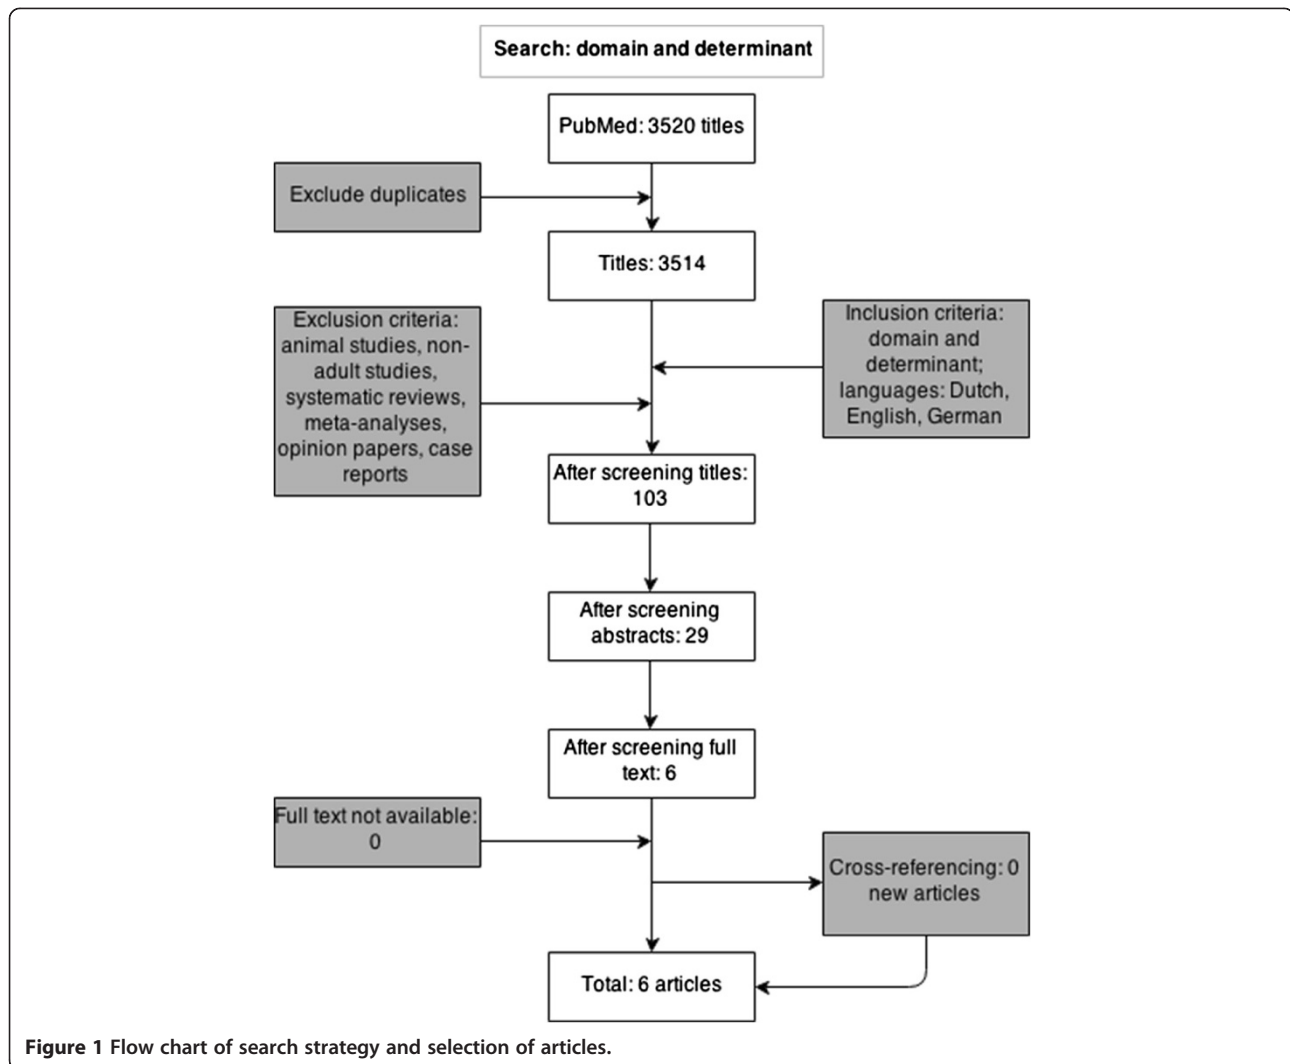 Search: domain and determinant
PubMed: 3520 titles
Exclude duplicates
Titles: 3514
Exclusion criteria:
animal studies, non-
adult studies,
systematic reviews,
meta-analyses,
opinion papers, case
reports
Inclusion criteria:
domain and
determinant;
languages: Dutch,
English, German
After screening titles:
103
After screening
abstracts: 29
After screening full
text: 6
Full text not available:
0
Cross-referencing: 0
new articles
Total: 6 articles
Figure 1 Flow chart of search strategy and selection of articles.